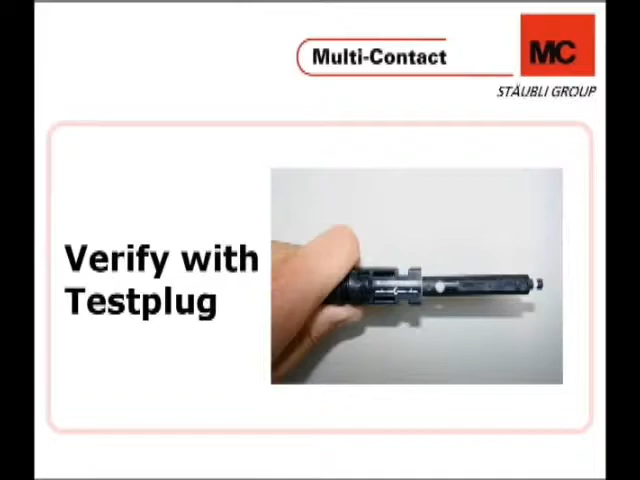 Multi-Contact
MC
STÄUBLI GROUP
Verify with
Testplug